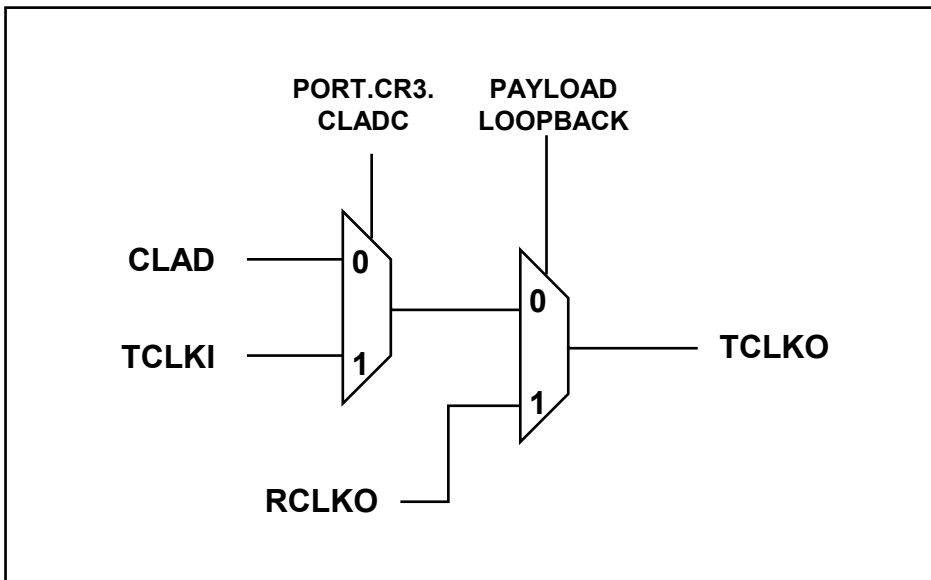 PORT.CR3.
CLADC
PAYLOAD
LOOPBACK
CLAD
0
TCLKI
1
0
TCLKO
1
RCLKO